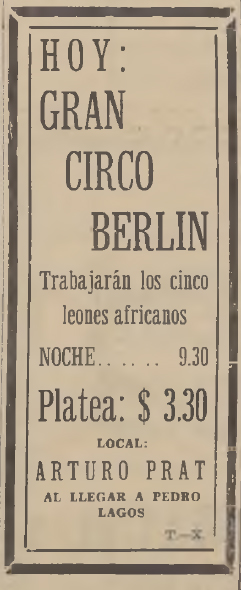 HOY:
GRAN
CIRCO
BERLIN
Trabajarán los cinco
leones africanos
NOCHE. . . . . . 9.30
Platea: $ 3.30
LOCAL:
ARTURO PRAT
AL LLEGAR A PEDRO
LAGOS
T.—X.